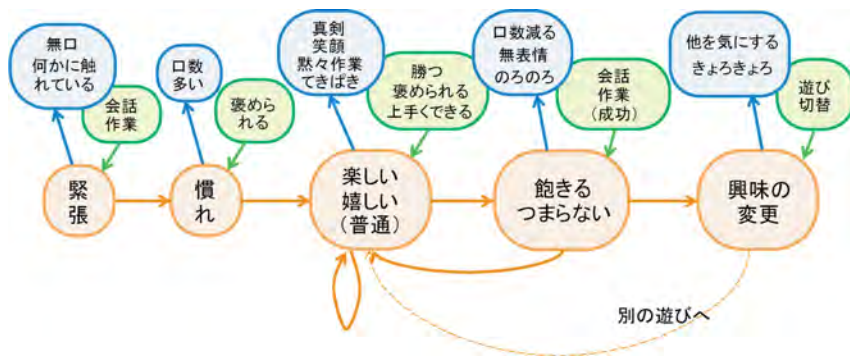 無口
何かに触
れている
会話
作業
緊
張
口数
多い
褒めら
れる
慣
れ
真剣
笑顔
黙々作業
てきぱき
勝つ
褒められる
上手くできる
楽しい
嬉しい
(普通)
口数減る
無表情
のろのろ
会話
作業
(成功)
飽きる
つまらない
他を気にする
きょろきょろ
遊び
切替
興味の
変更
別の遊びへ